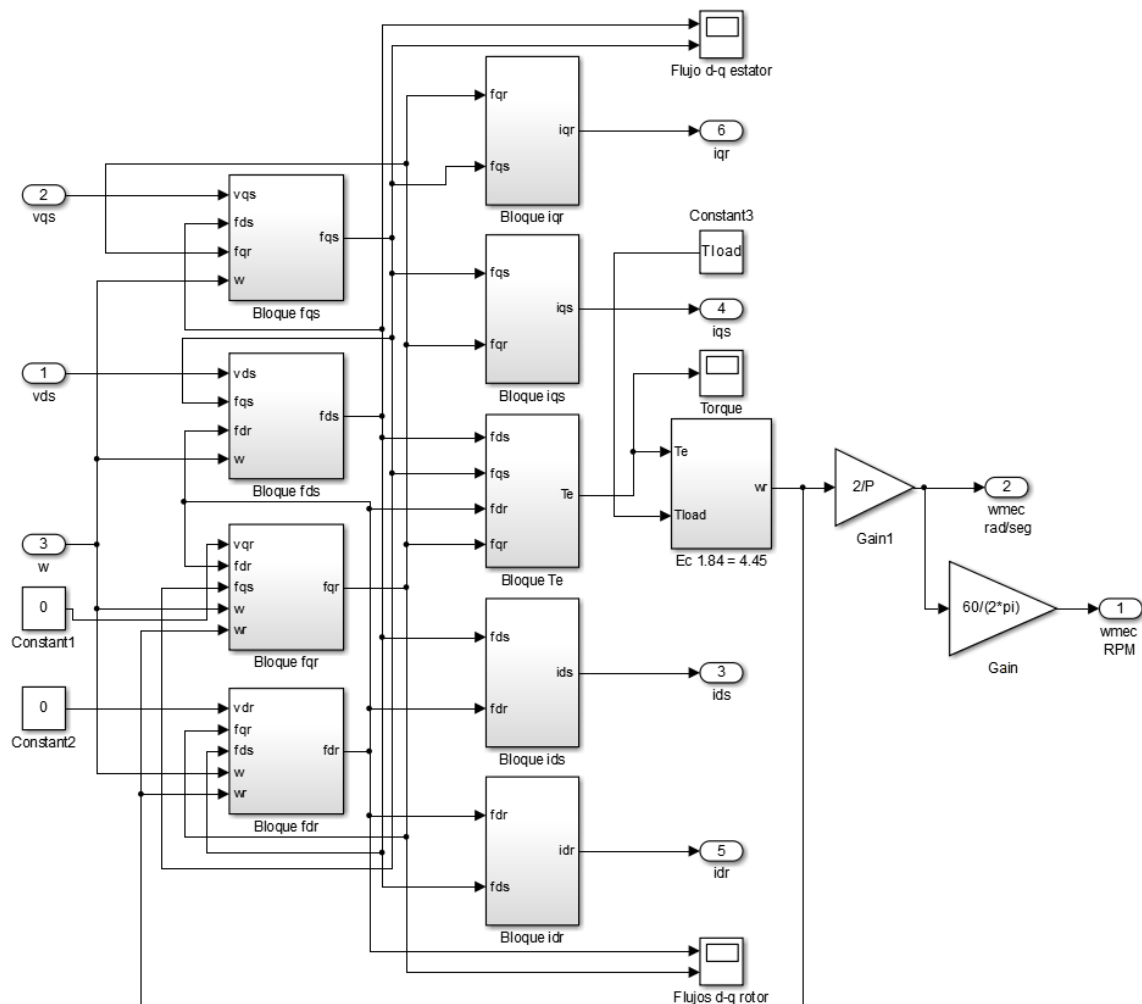 Flujo d-q estator
fqr
iqr
fqs
Bloque iqr
6
iqr
2
vqs
vqs
fds
fqr
w
fqs
Bloque fqs
fqs
iqs
fqr
Bloque iqs
Constant3
Tload
4
iqs
1
vds
vds
fqs
fdr
w
fds
Bloque fds
fds
fqs
fdr
fqr
Te
Bloque Te
Torque
Te
Tload
wr
Ec 1.84 = 4.45
2/P
Gain1
2
wmec
rad/seg
60/(2*pi)
Gain
1
wmec
RPM
3
w
0
Constant1
vqr
fdr
fqs
w
wr
fqr
Bloque fqr
fds
ids
fdr
Bloque ids
3
ids
0
Constant2
vdr
fqr
fds
w
wr
fdr
Bloque fdr
fdr
idr
fds
Bloque idr
5
idr
Flujos d-q rotor